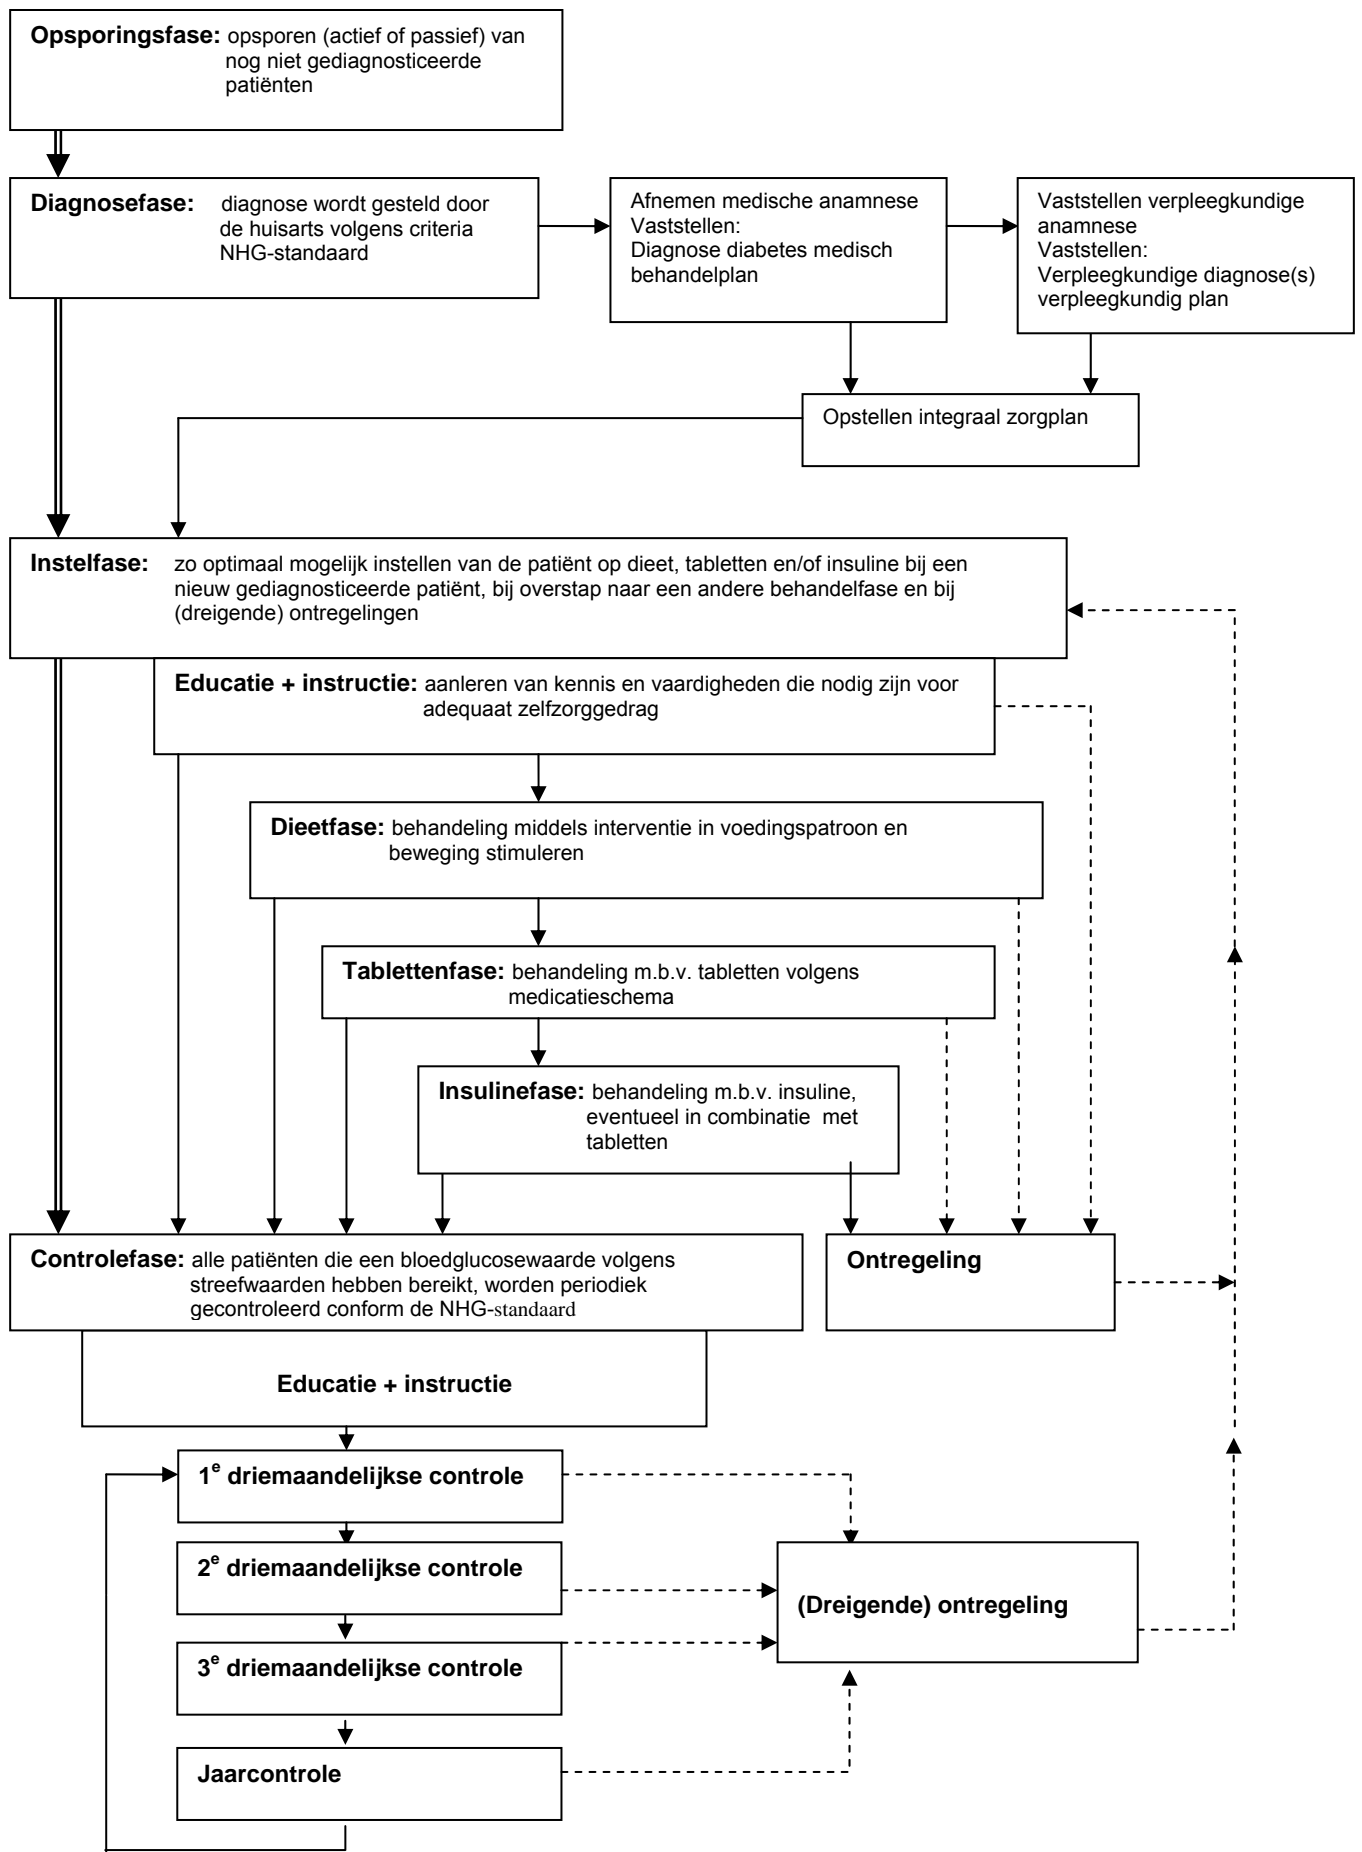 Opsporingsfase: opsporen (actief of passief) van
nog niet gediagnosticeerde
patiënten
Diagnosefase: diagnose wordt gesteld door
de huisarts volgens criteria
NHG-standaard
Afnemen medische anamnese
Vaststellen:
Diagnose diabetes medisch
behandelplan
Vaststellen verpleegkundige
anamnese
Vaststellen:
Verpleegkundige diagnose(s)
verpleegkundig plan
Opstellen integraal zorgplan
Instelfase: zo optimaal mogelijk instellen van de patiënt op dieet, tabletten en/of insuline bij een
nieuw gediagnosticeerde patiënt, bij overstap naar een andere behandelfase en bij
(dreigende) ontregelingen
Educatie + instructie: aanleren van kennis en vaardigheden die nodig zijn voor
adequaat zelfzorggedrag
Dieetfase: behandeling middels interventie in voedingspatroon en
beweging stimuleren
Tablettenfase: behandeling m.b.v. tabletten volgens
medicatieschema
Insulinefase: behandeling m.b.v. insuline,
eventueel in combinatie met
tabletten
Controlefase: alle patiënten die een bloedglucosewaarde volgens
streefwaarden hebben bereikt, worden periodiek
gecontroleerd conform de NHG-standaard
Ontregeling
Educatie + instructie
1e driemaandelijkse controle
2e driemaandelijkse controle
(Dreigende) ontregeling
3e driemaandelijkse controle
Jaarcontrole